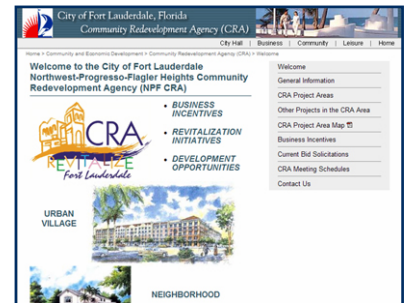 City of Fort Lauderdale, Florida
Community Redevelopment Agency (CRA)
City Hall | Business | Community | Leisure | Home
Home > Community and Economic Development > Community Redevelopment Agency (CRA) > Welcome
Welcome to the City of Fort Lauderdale
Northwest-Progresso-Flagler Heights Community
Redevelopment Agency (NPF CRA)
CRA
REVITALIZE
Fort Lauderdale
• BUSINESS
INCENTIVES
• REVITALIZATION
INITIATIVES
• DEVELOPMENT
OPPORTUNITIES
URBAN
VILLAGE
NEIGHBORHOOD
Welcome
General Information
CRA Project Areas
Other Projects in the CRA Area
CRA Project Area Map
Business Incentives
Current Bid Solicitations
CRA Meeting Schedules
Contact Us